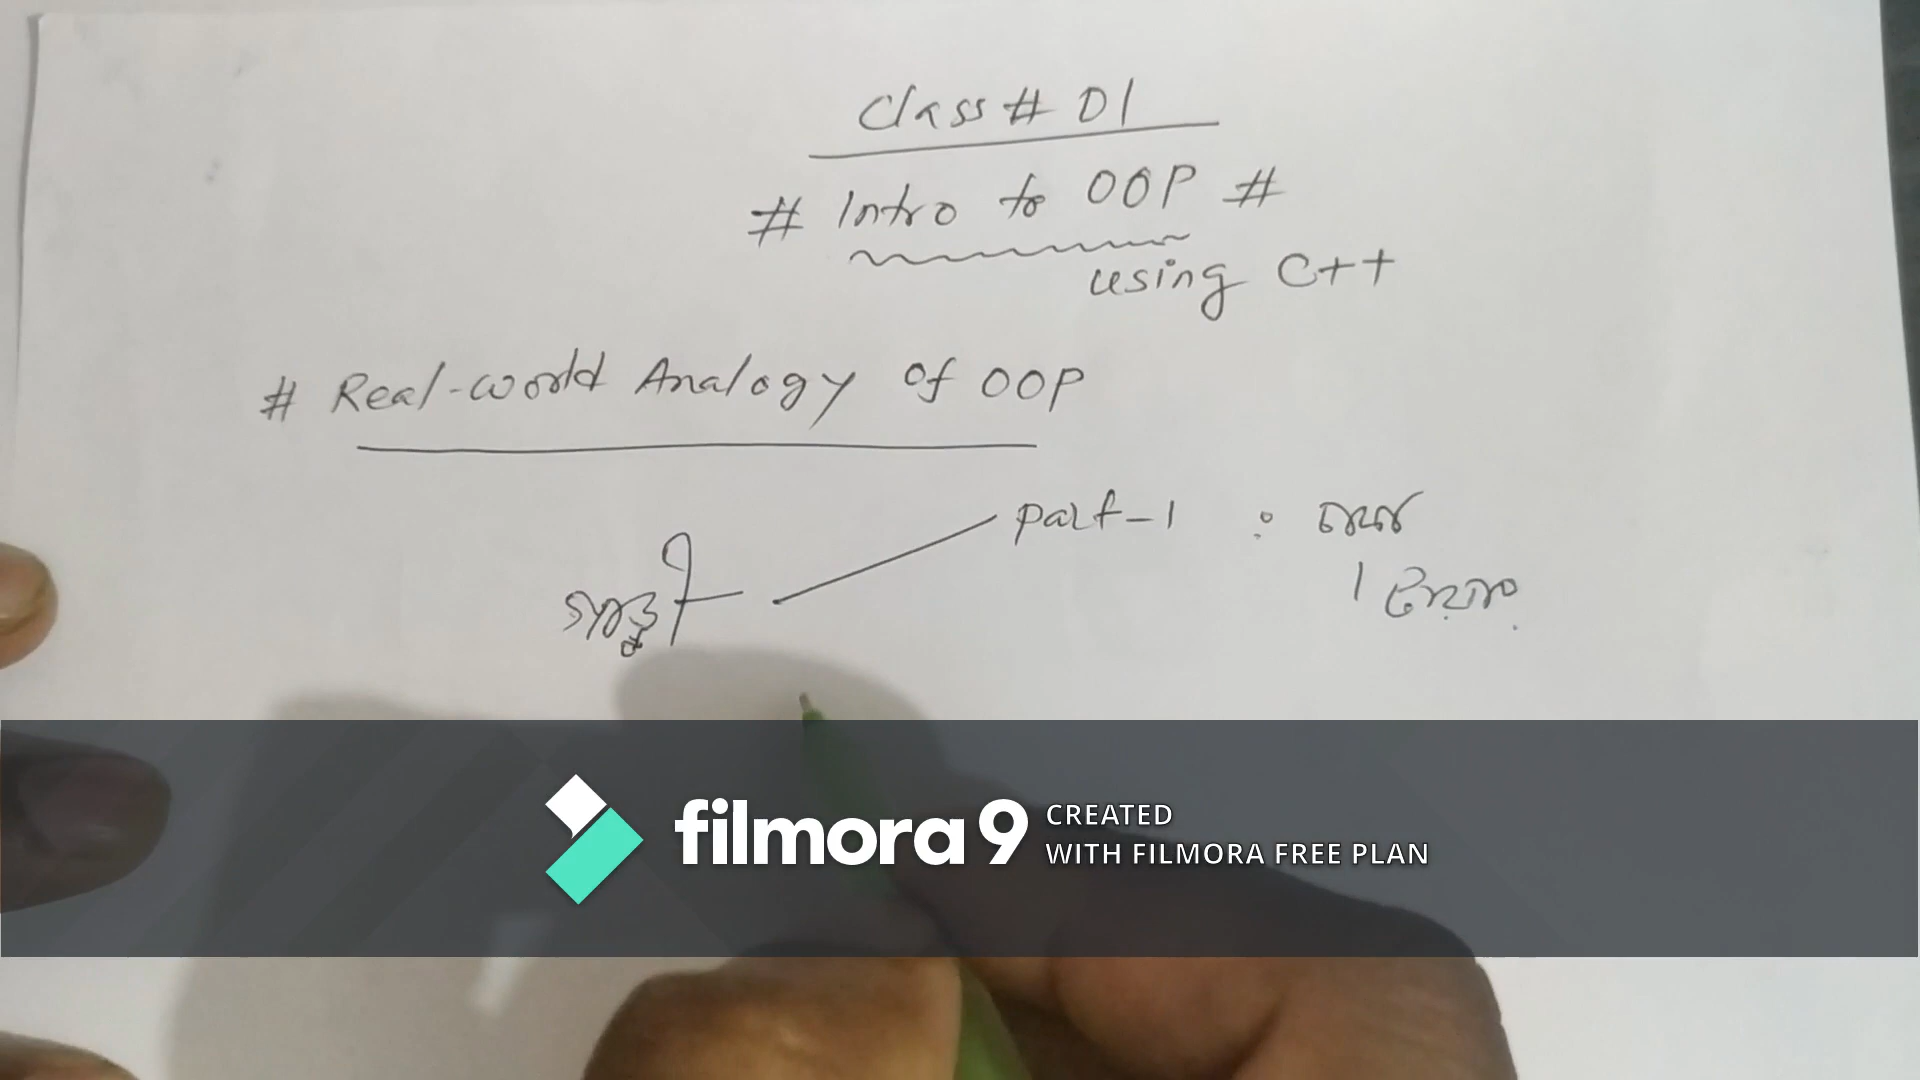 Class # 01
# Intro to OOP #
using C++
# Real-world Analogy of OOP
part-1 :
filmora 9 CREATED
WITH FILMORA FREE PLAN